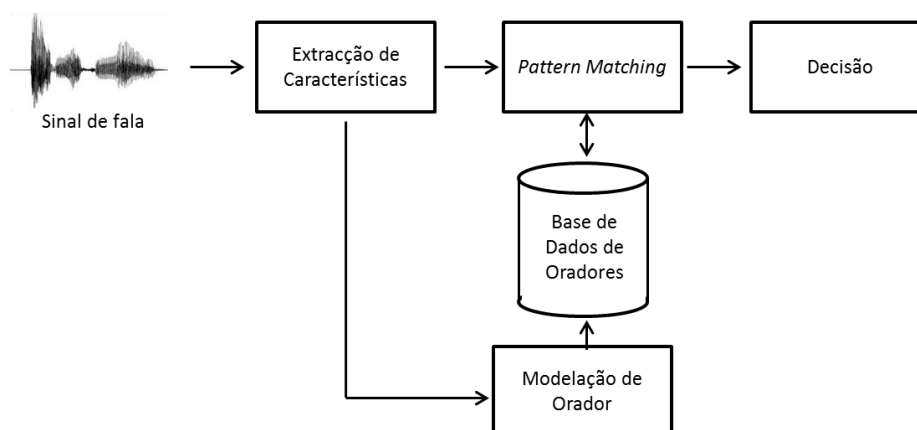 Sinal de fala
Extracção de
Características
Pattern Matching
Decisão
Base de
Dados de
Oradores
Modelação de
Orador